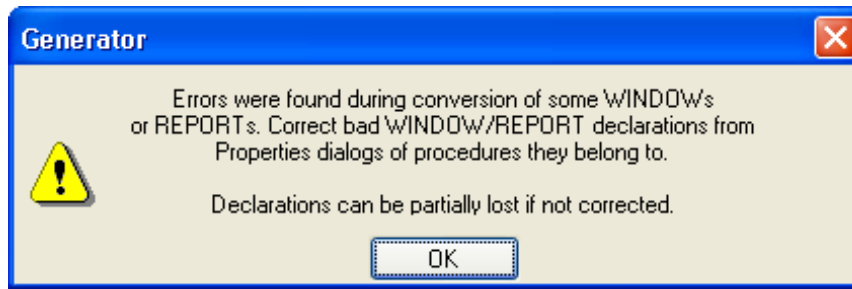 Generator
Errors were found during conversion of some WINDOWs
or REPORTs. Correct bad WINDOW/REPORT declarations from
Properties dialogs of procedures they belong to.
Declarations can be partially lost if not corrected.
OK